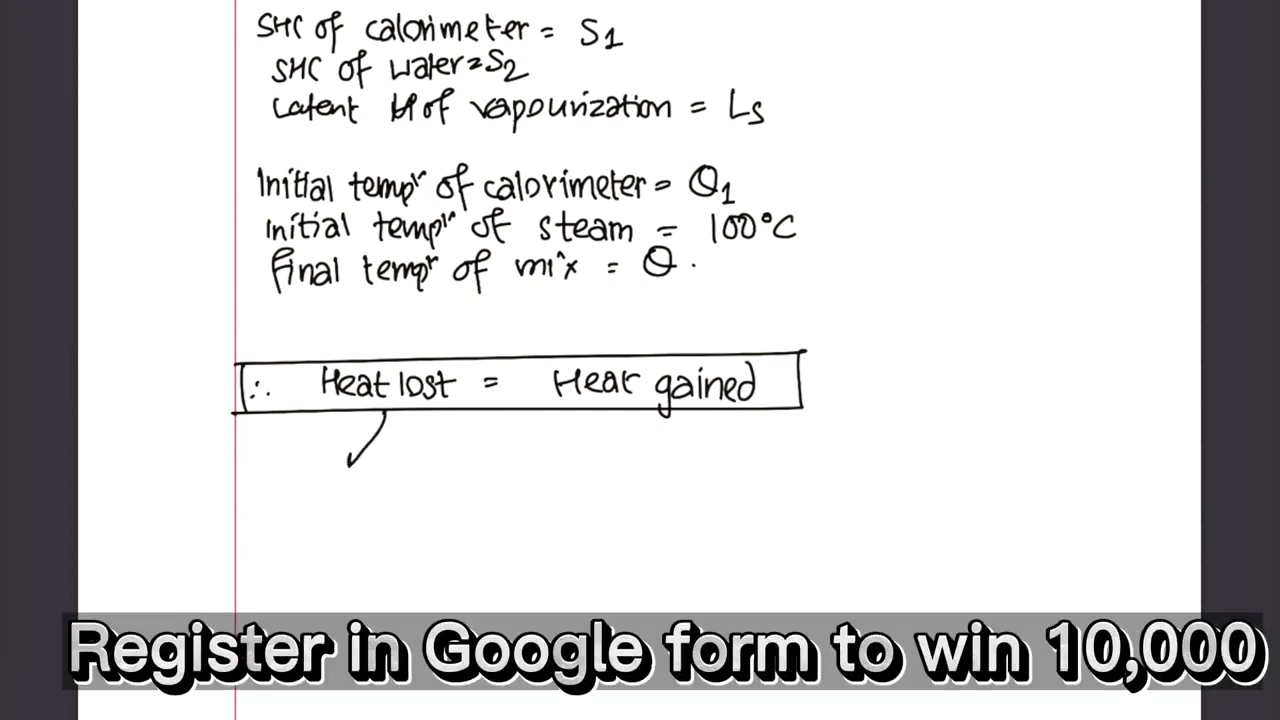 SHC of calorimeter = S1
SHC of water = S2
Latent H of vapourization = Ls
Initial tempr of calorimeter = θ1
Initial tempr of steam = 100°C
Final tempr of mix = θ .
∴ Heat lost = Heat gained
Register in Google form to win 10,000